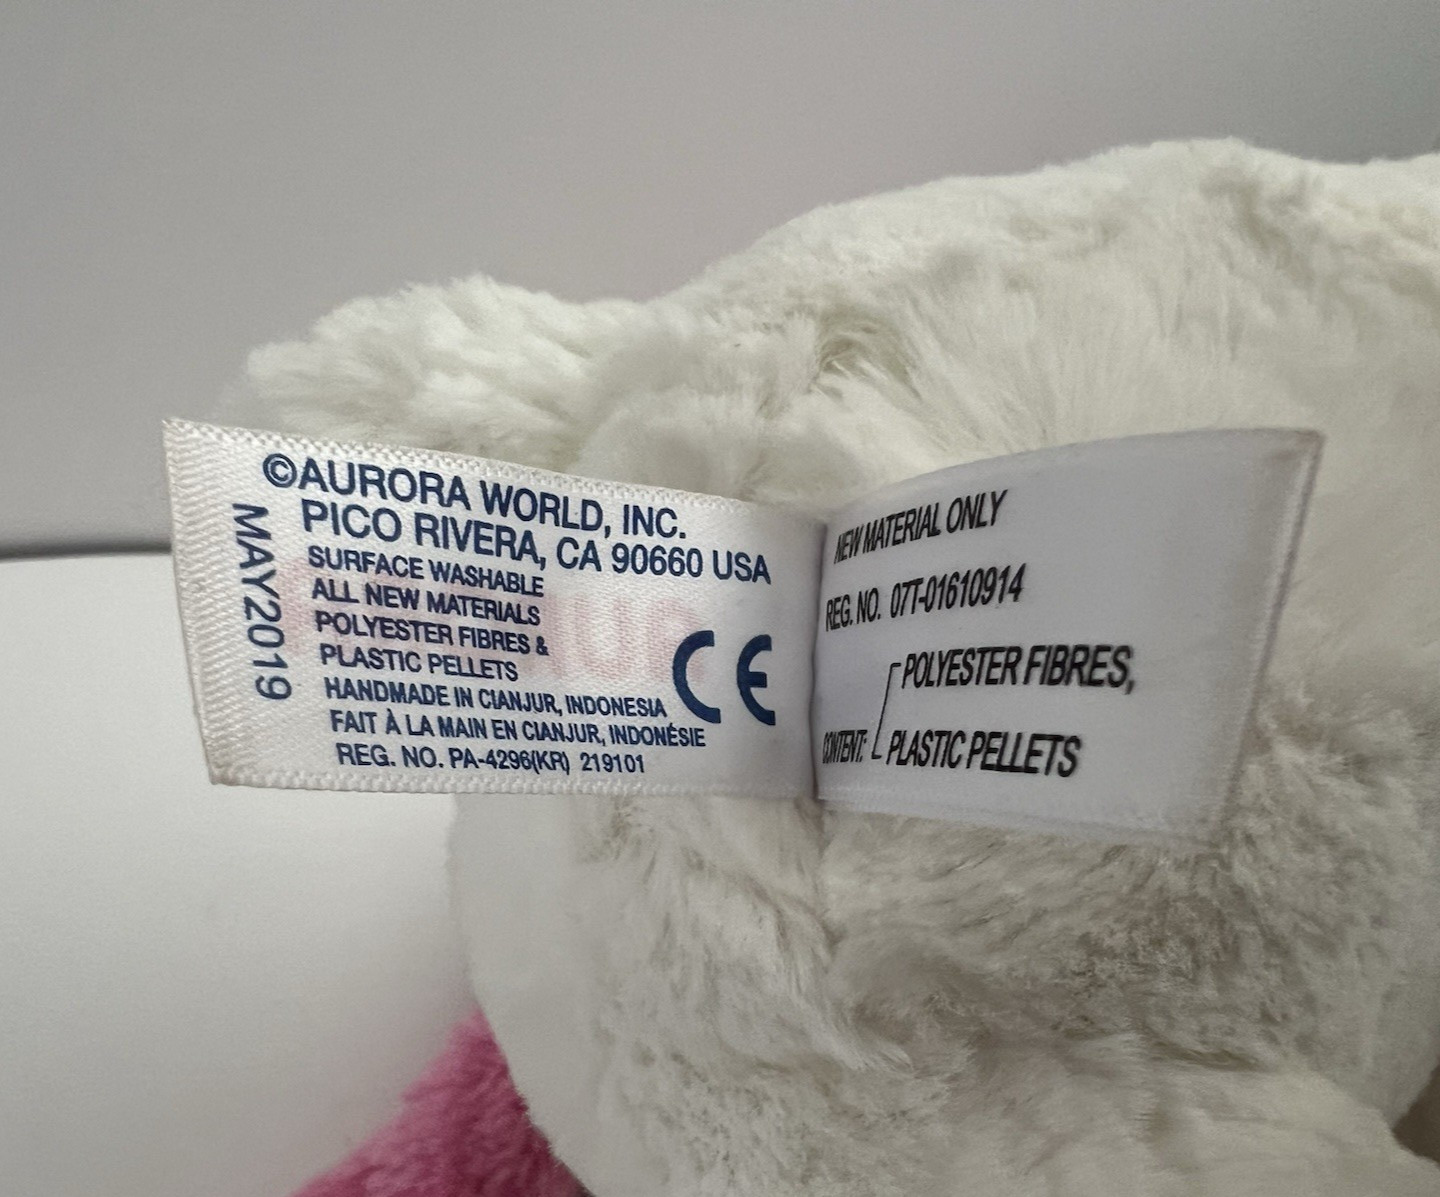 ©AURORA WORLD, INC.
PICO RIVERA, CA 90660 USA
SURFACE WASHABLE
ALL NEW MATERIALS
POLYESTER FIBRES &
PLASTIC PELLETS
HANDMADE IN CIANJUR, INDONESIA
FAIT À LA MAIN EN CIANJUR, INDONÉSIE
REG. NO. PA-4296(KR) 219101
MAY2019
CE
NEW MATERIAL ONLY
REG. NO. 07T-01610914
POLYESTER FIBRES,
CONTENT: PLASTIC PELLETS